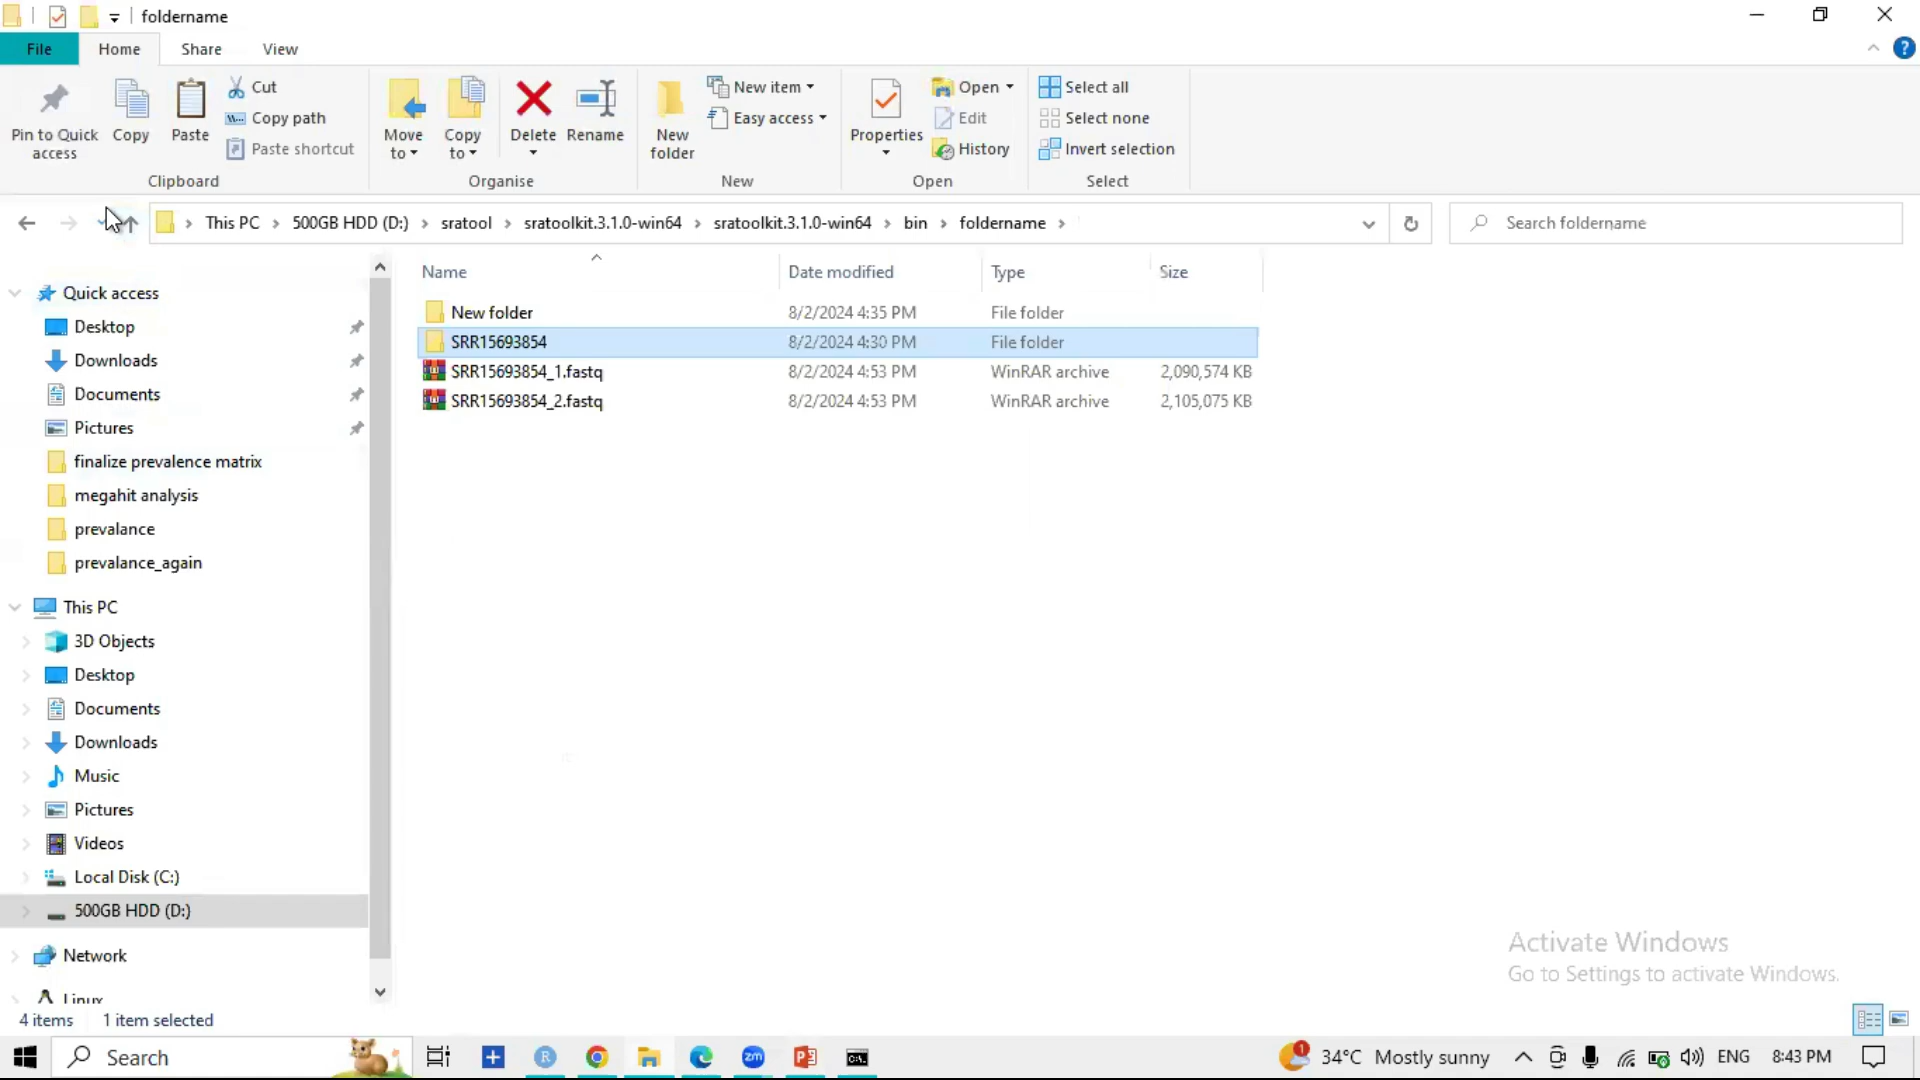 foldername
File Home Share View
Pin to Quick access
Copy
Paste
Cut
Copy path
Paste shortcut
Clipboard
Move to
Copy to
Delete
Rename
Organise
New folder
New item
Easy access
New
Properties
Open
Edit
History
Open
Select all
Select none
Invert selection
Select
This PC > 500GB HDD (D:) > sratool > sratoolkit.3.1.0-win64 > sratoolkit.3.1.0-win64 > bin > foldername >
Search foldername
Name Date modified Type Size
New folder 8/2/2024 4:35 PM File folder
SRR15693854 8/2/2024 4:30 PM File folder
SRR15693854_1.fastq 8/2/2024 4:53 PM WinRAR archive 2,090,574 KB
SRR15693854_2.fastq 8/2/2024 4:53 PM WinRAR archive 2,105,075 KB
Quick access
Desktop
Downloads
Documents
Pictures
finalize prevalence matrix
megahit analysis
prevalance
prevalance_again
This PC
3D Objects
Desktop
Documents
Downloads
Music
Pictures
Videos
Local Disk (C:)
500GB HDD (D:)
Network
Linux
Activate Windows
Go to Settings to activate Windows.
4 items 1 item selected
Search
34°C Mostly sunny
ENG
8:43 PM